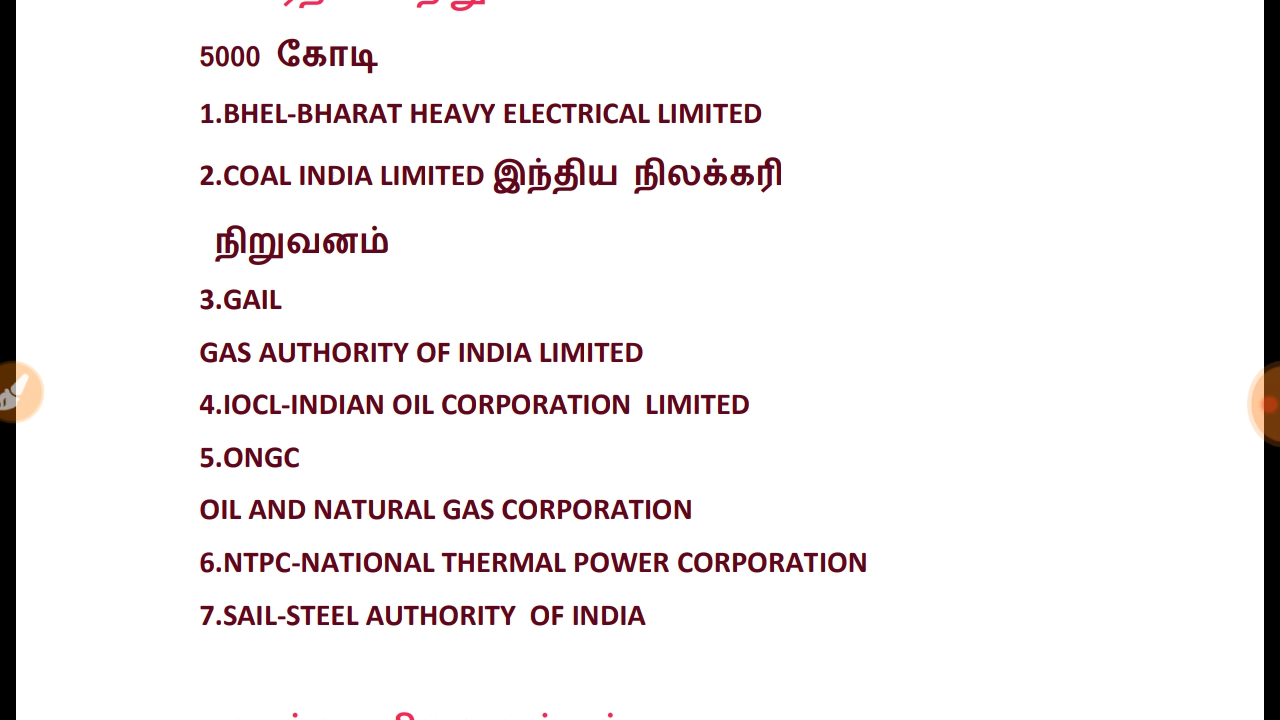 5000 கோடி
1.BHEL-BHARAT HEAVY ELECTRICAL LIMITED
2.COAL INDIA LIMITED இந்திய நிலக்கரி
நிறுவனம்
3.GAIL
GAS AUTHORITY OF INDIA LIMITED
4.IOCL-INDIAN OIL CORPORATION LIMITED
5.ONGC
OIL AND NATURAL GAS CORPORATION
6.NTPC-NATIONAL THERMAL POWER CORPORATION
7.SAIL-STEEL AUTHORITY OF INDIA